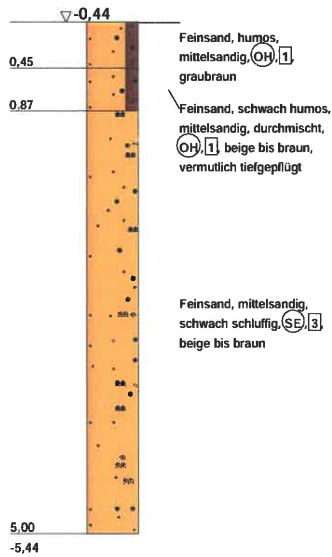 ▽-0,44
Feinsand, humos,
mittelsandig, OH, 1,
graubraun
0,45
0,87
Feinsand, schwach humos,
mittelsandig, durchmischt,
OH, 1, beige bis braun,
vermutlich tiefgepflügt
Feinsand, mittelsandig,
schwach schluffig, SE, 3,
beige bis braun
5,00
-5,44